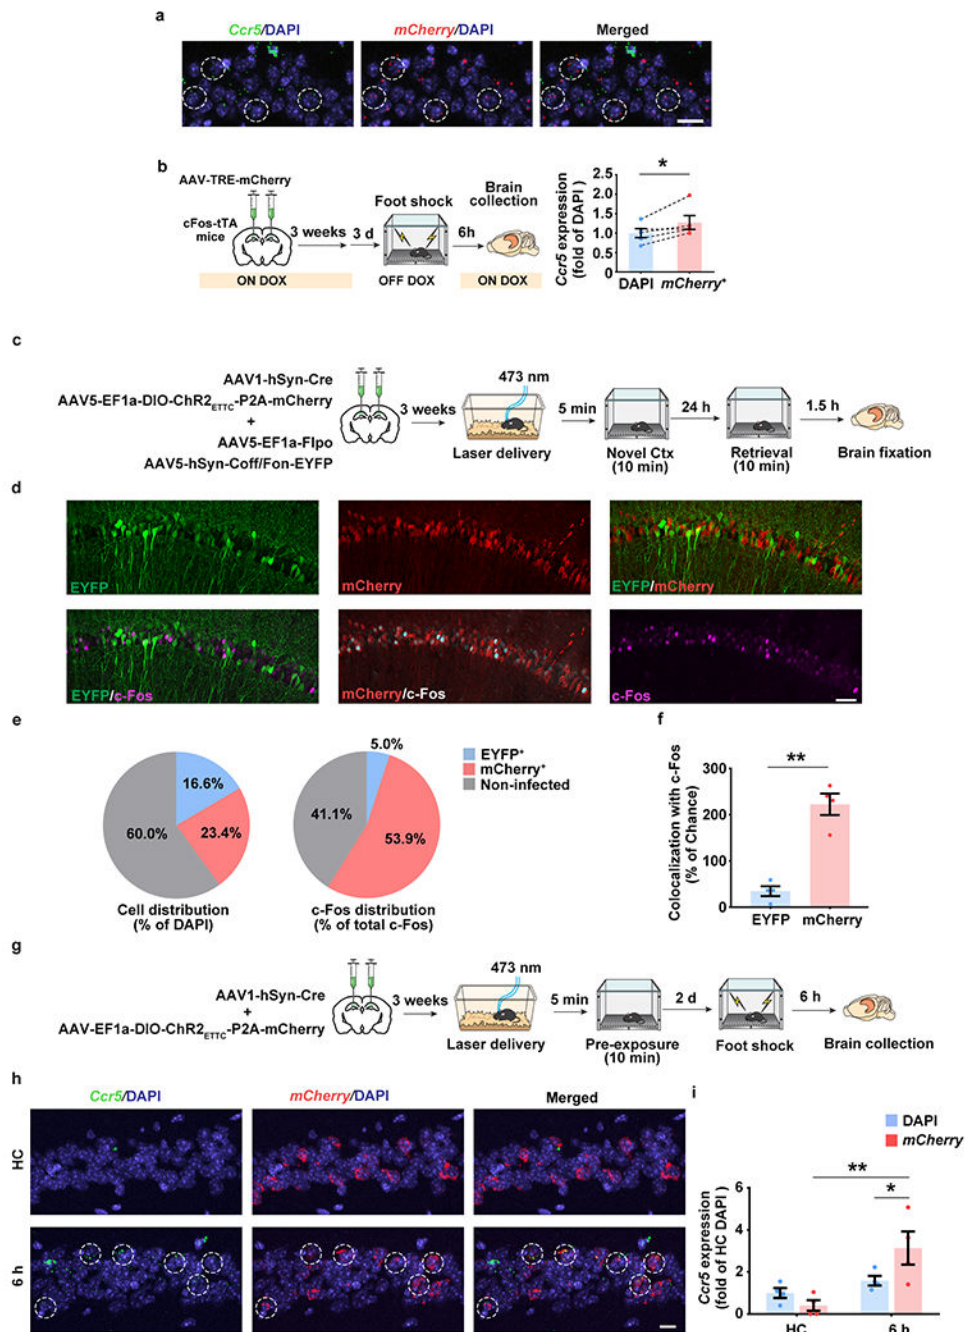 a
Ccr5/DAPI
mCherry/DAPI
Merged
b
AAV-TRE-mCherry
cFos-tTA
mice
3 weeks
3 d
Foot shock
6h
Brain
collection
ON DOX
OFF DOX
ON DOX
Ccr5 expression
(fold of DAPI )
2.5
2.0
1.5
1.0
0.5
0
*
DAPI
mCherry⁺
c
AAV1-hSyn-Cre
AAV5-EF1a-DIO-ChR2ETTC-P2A-mCherry
+
AAV5-EF1a-Flpo
AAV5-hSyn-Coff/Fon-EYFP
3 weeks
473 nm
Laser delivery
5 min
Novel Ctx
(10 min)
24 h
Retrieval
(10 min)
1.5 h
Brain fixation
d
EYFP
mCherry
EYFP/mCherry
EYFP/c-Fos
mCherry/c-Fos
c-Fos
e
16.6%
23.4%
60.0%
Cell distribution
(% of DAPI)
5.0%
53.9%
41.1%
c-Fos distribution
(% of total c-Fos)
EYFP⁺
mCherry⁺
Non-infected
f
Colocalization with c-Fos
(% of Chance)
300
200
100
0
**
EYFP
mCherry
g
AAV1-hSyn-Cre
+
AAV-EF1a-DIO-ChR2ETTC-P2A-mCherry
3 weeks
473 nm
Laser delivery
5 min
Pre-exposure
(10 min)
2 d
Foot shock
6 h
Brain collection
h
Ccr5/DAPI
mCherry/DAPI
Merged
HC
6 h
i
DAPI
mCherry
Ccr5 expression
(fold of HC DAPI)
6
4
2
0
**
*
HC
6 h